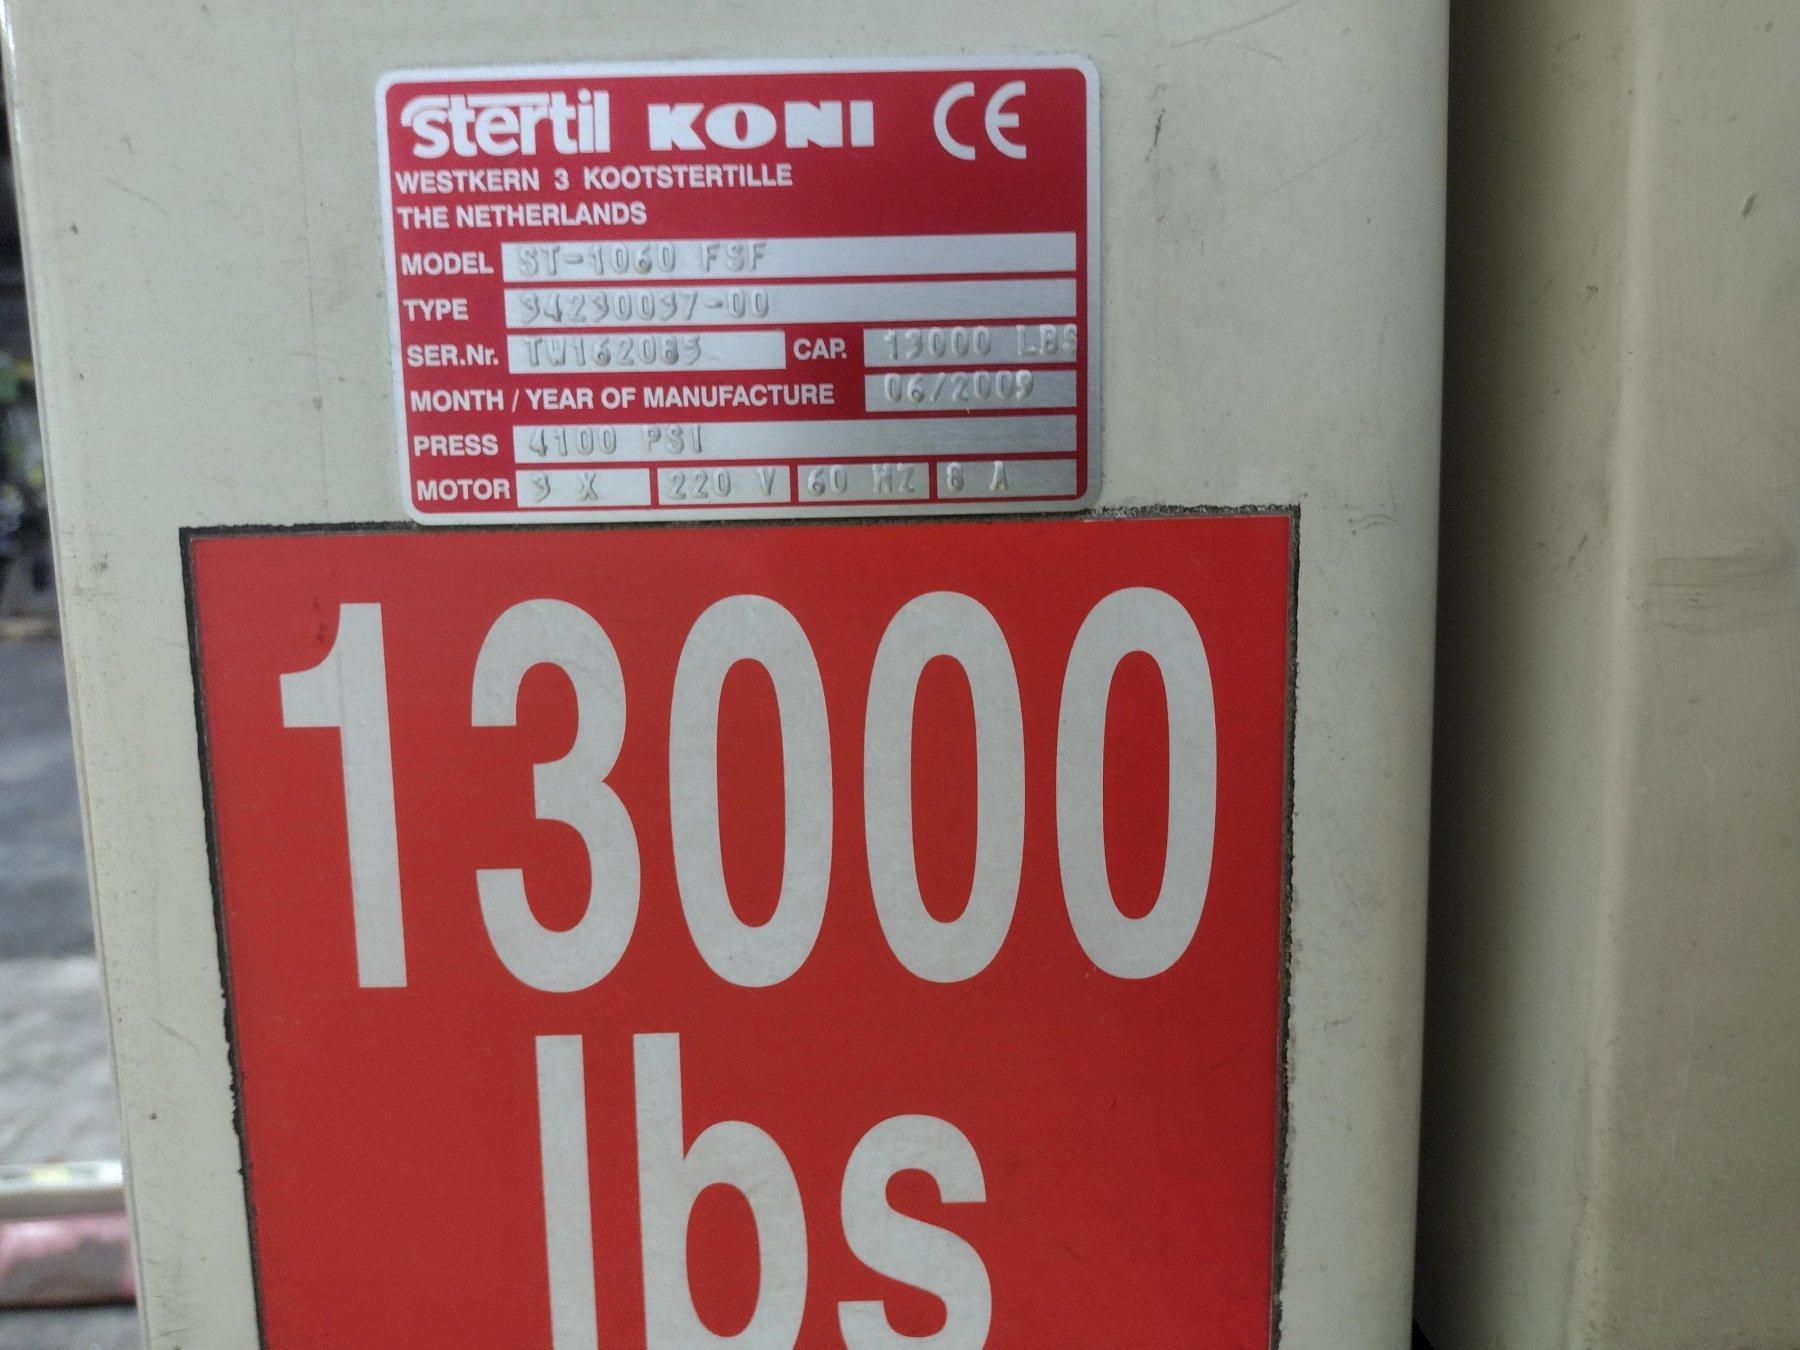 stertil KONI CE
WESTKERN 3 KOOTSTERTILLE
THE NETHERLANDS
MODEL ST-1060 FSF
TYPE 34230037-00
SER.Nr. TW162085 CAP. 13000 LBS
MONTH / YEAR OF MANUFACTURE 06/2009
PRESS 4100 PSI
MOTOR 3 X 220 V 60 HZ 8 A
13000
lbs